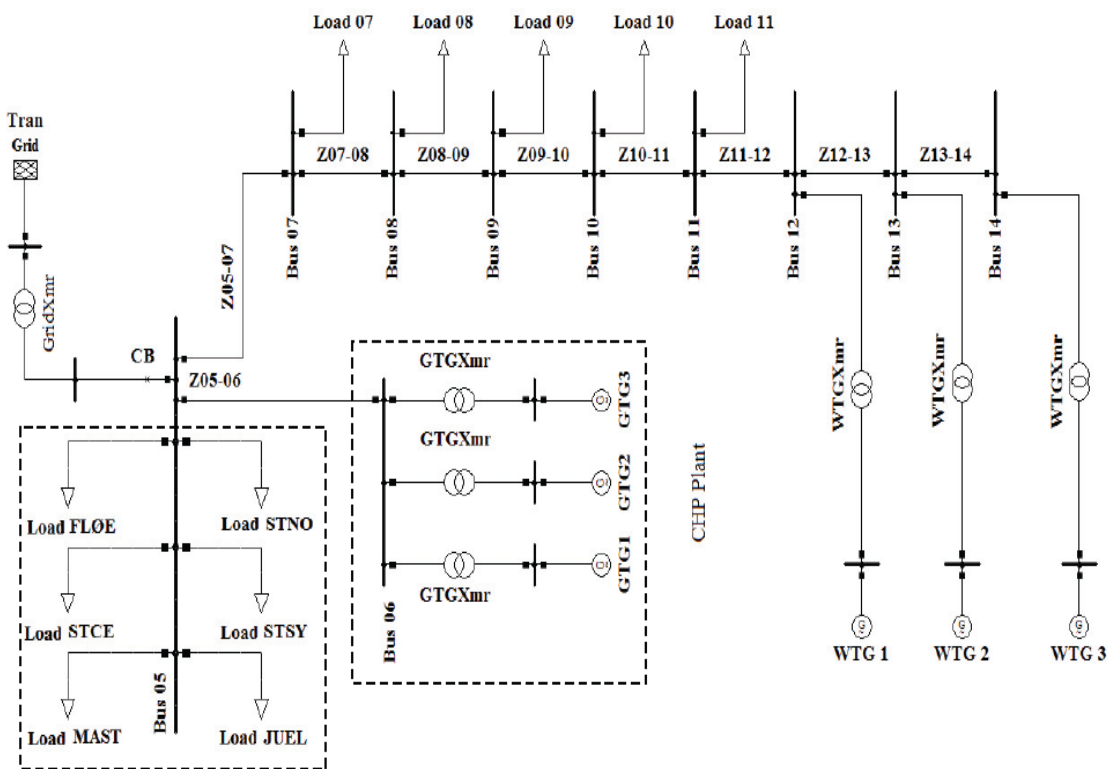 Load 07
Load 08
Load 09
Load 10
Load 11
Tran
Grid
Z07-08
Z08-09
Z09-10
Z10-11
Z11-12
Z12-13
Z13-14
Bus 07
Bus 08
Bus 09
Bus 10
Bus 11
Bus 12
Bus 13
Bus 14
Z05-07
GridXmr
CB
Z05-06
GTGXmr
GTG3
GTGXmr
GTG2
GTGXmr
GTG1
Bus 06
CHP Plant
WTGXmr
WTGXmr
WTGXmr
Load FLØE
Load STNO
Load STCE
Load STSY
Load MAST
Load JUEL
Bus 05
G
G
G
WTG 1
WTG 2
WTG 3